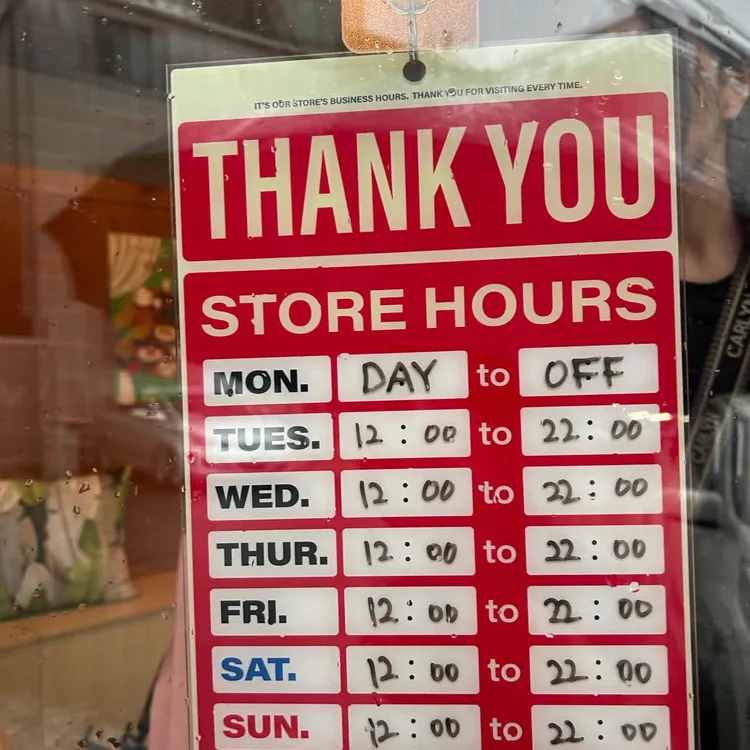 IT'S OUR STORE'S BUSINESS HOURS, THANK YOU FOR VISITING EVERY TIME.
THANK YOU
STORE HOURS
MON. DAY to OFF
TUES. 12:00 to 22:00
WED. 12:00 to 22:00
THUR. 12:00 to 22:00
FRI. 12:00 to 22:00
SAT. 12:00 to 22:00
SUN. 12:00 to 22:00